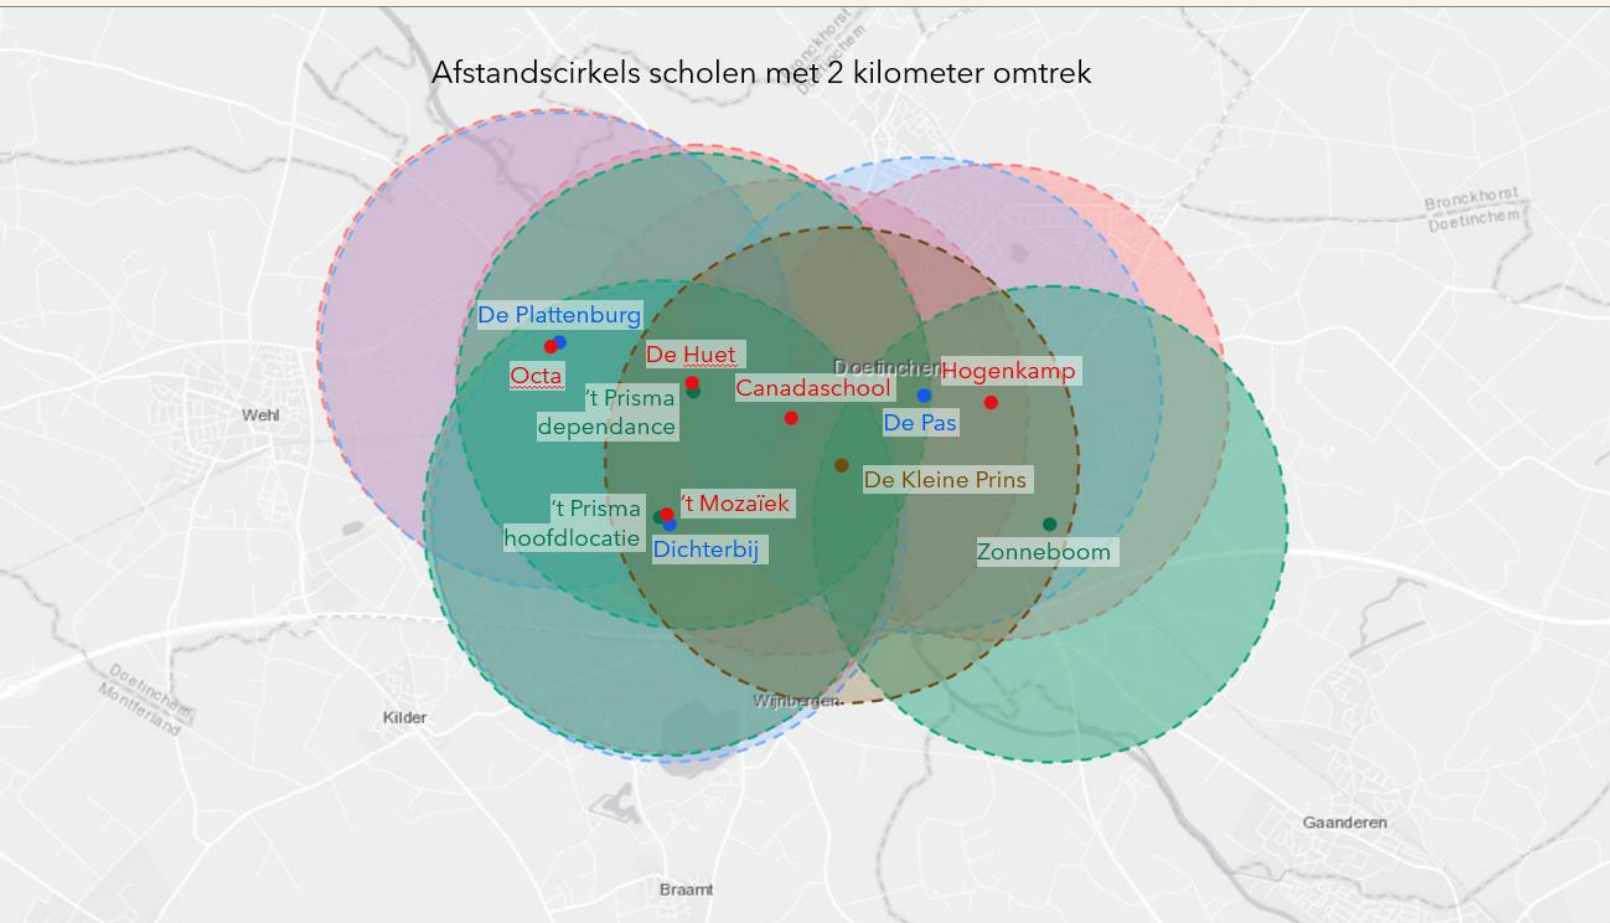 Bronckhorst
Doetinchem
Afstandscirkels scholen met 2 kilometer omtrek
Bronckhorst
Doetinchem
De Plattenburg
De Huet
Doetinchem
Octa
Canadaschool
Hogenkamp
't Prisma
dependance
Wehl
De Pas
De Kleine Prins
't Prisma
hoofdlocatie
't Mozaïek
Dichterbij
Zonneboom
Doetinchem
Montferland
Wijnbergen
Kilder
Gaanderen
Braamt